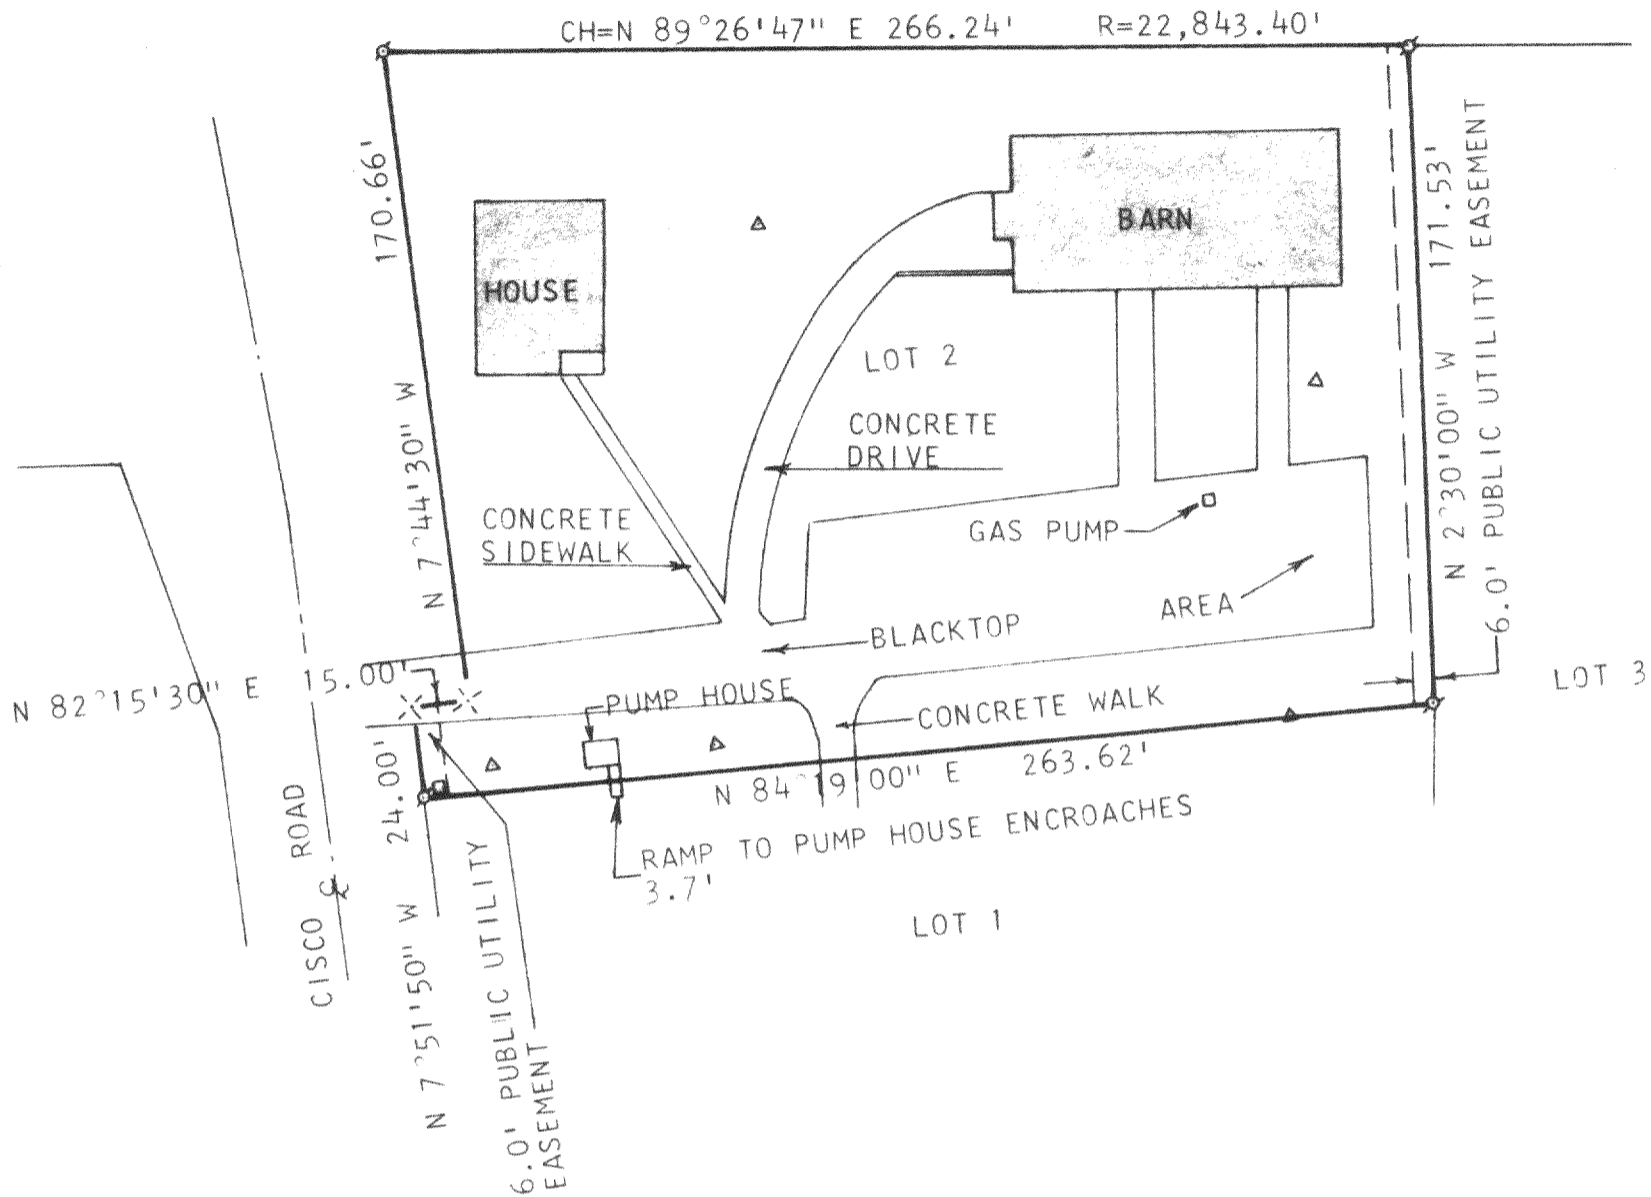 CH=N 89°26'47" E 266.24' R=22,843.40'
170.66'
N 7°44'30" W
HOUSE
BARN
LOT 2
CONCRETE
DRIVE
CONCRETE
SIDEWALK
GAS PUMP
AREA
BLACKTOP
171.53'
N 2°30'00" W
6.0' PUBLIC UTILITY EASEMENT
LOT 3
N 82°15'30" E 15.00'
PUMP HOUSE
CONCRETE WALK
N 84°19'00" E 263.62'
RAMP TO PUMP HOUSE ENCROACHES
3.7'
LOT 1
24.00'
N 7°51'50" W
CISCO ROAD
℄
6.0' PUBLIC UTILITY
EASEMENT